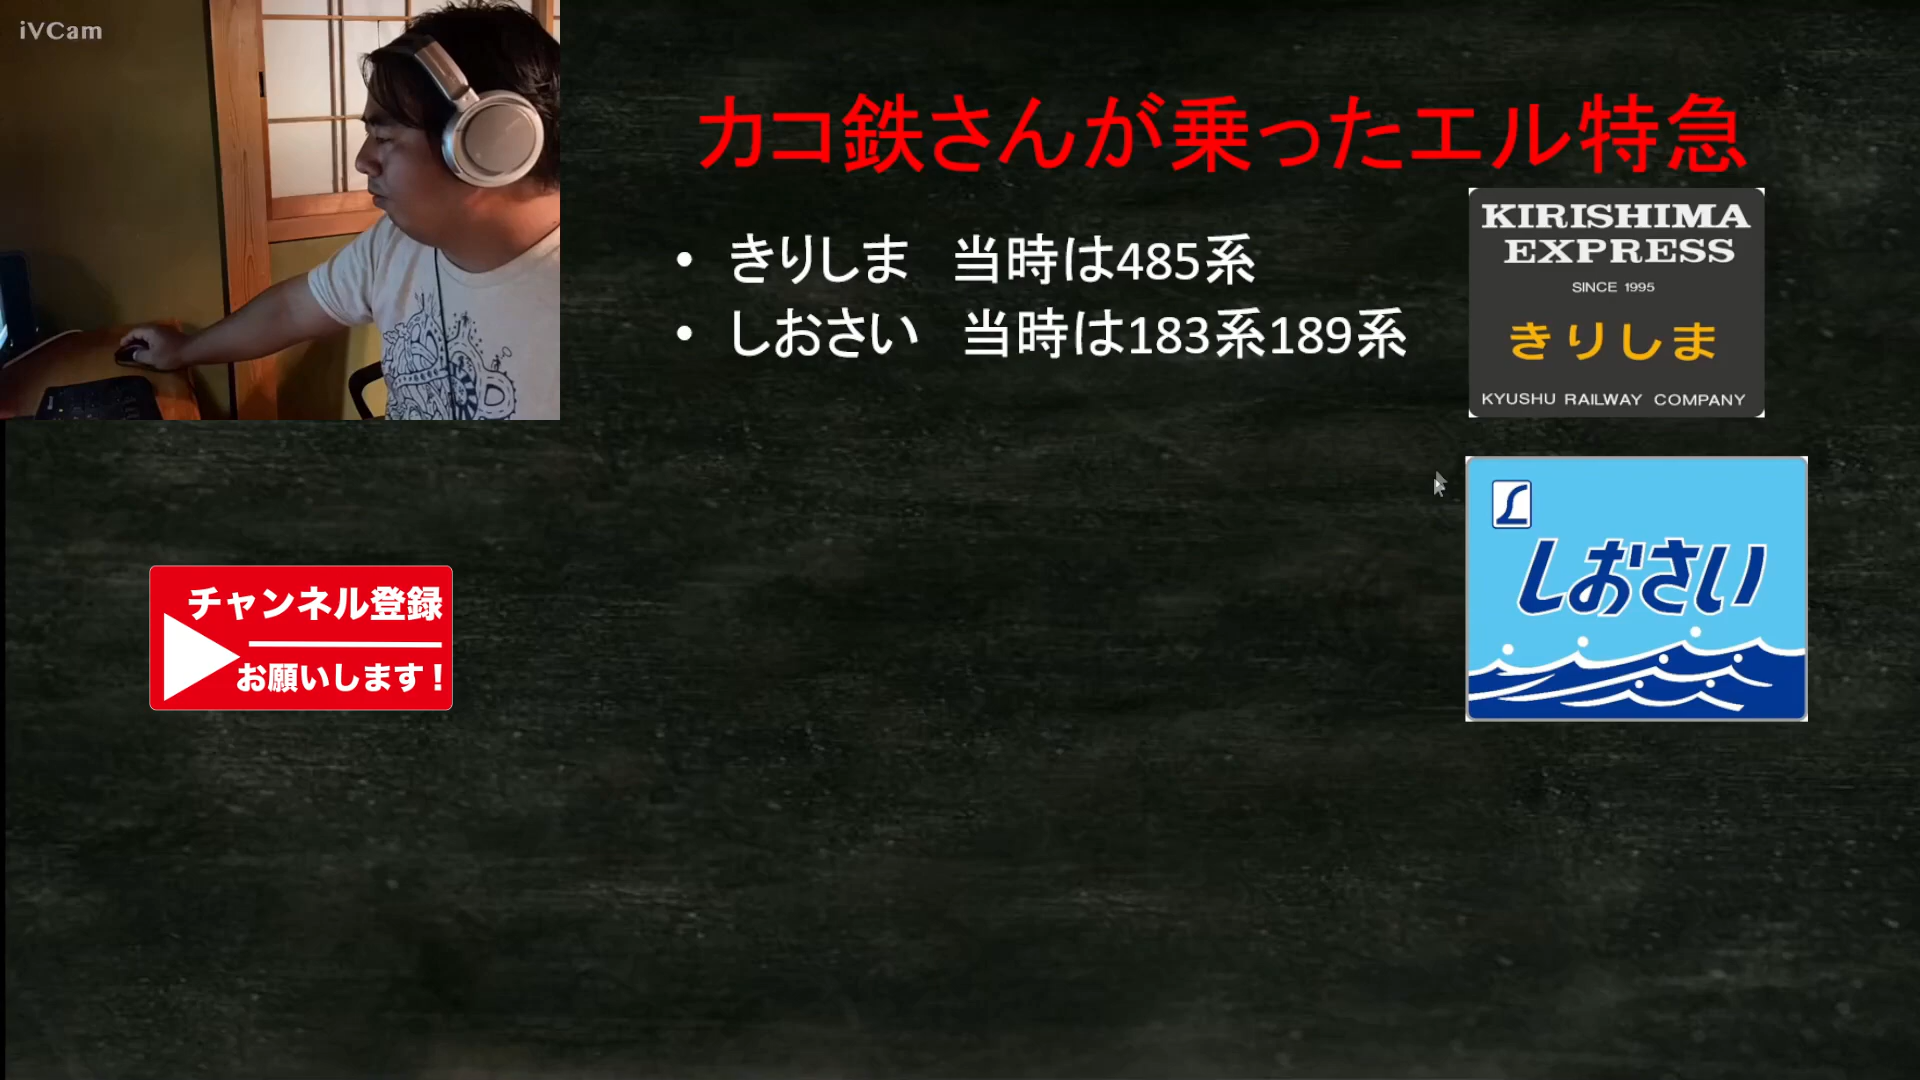 iVCam
カコ鉄さんが乗ったエル特急
• きりしま　当時は485系
• しおさい　当時は183系189系
KIRISHIMA
EXPRESS
SINCE 1995
きりしま
KYUSHU RAILWAY COMPANY
L
しおさい
チャンネル登録
お願いします！